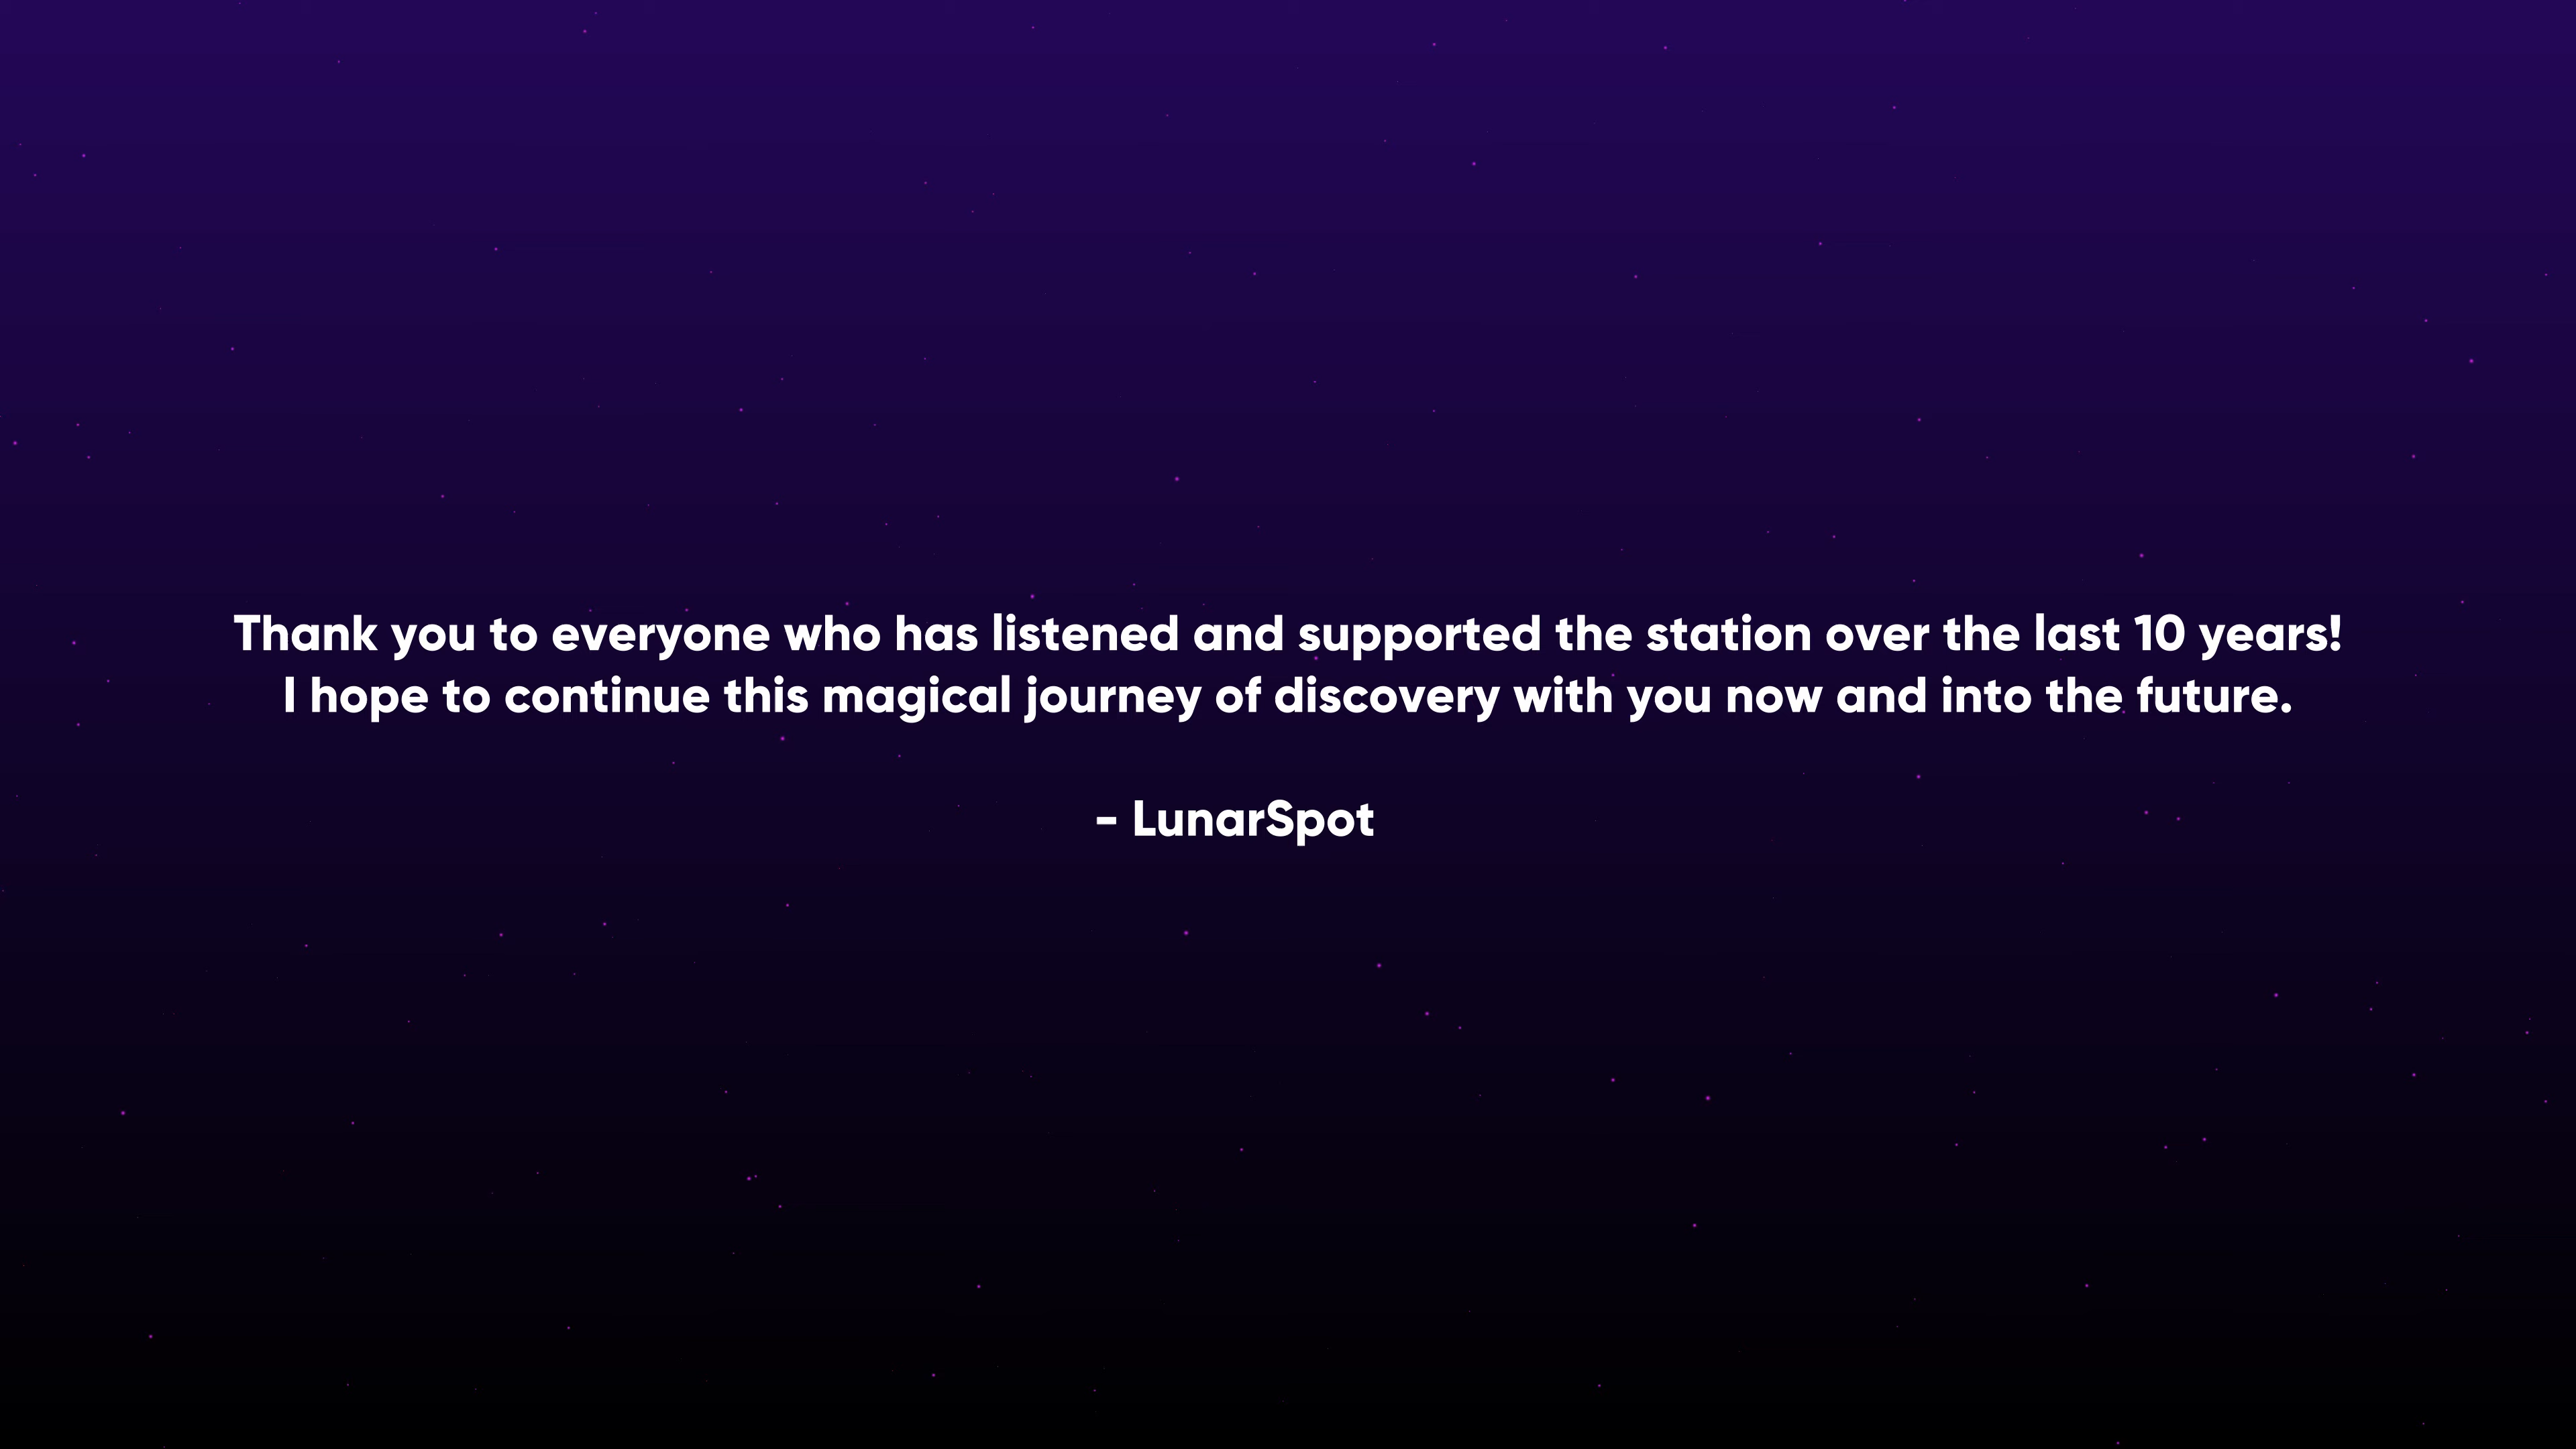 Thank you to everyone who has listened and supported the station over the last 10 years!
I hope to continue this magical journey of discovery with you now and into the future.
- LunarSpot